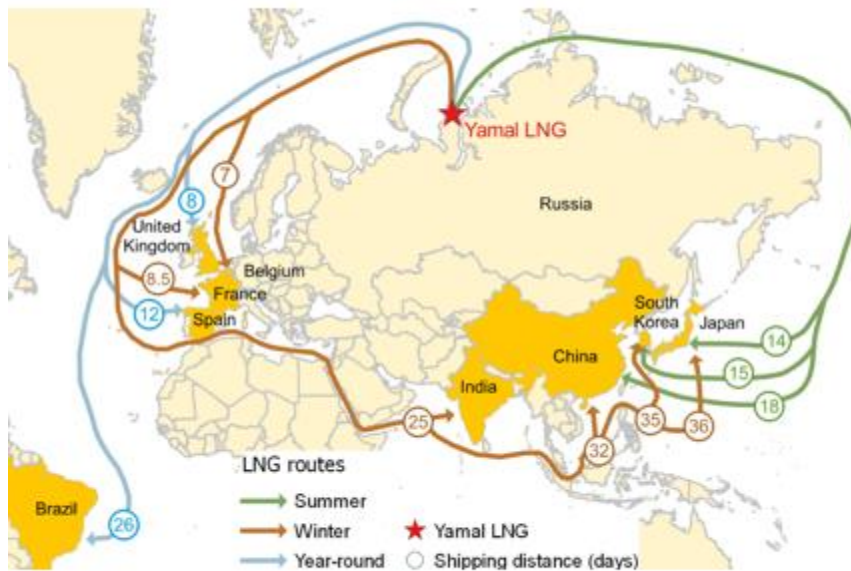 Yamal LNG
7
Russia
8
United
Kingdom
Belgium
8.5
France
12
Spain
South
Korea
Japan
14
China
15
India
18
25
35
36
32
LNG routes
Summer
Brazil
Winter
Yamal LNG
26
Year-round
Shipping distance (days)